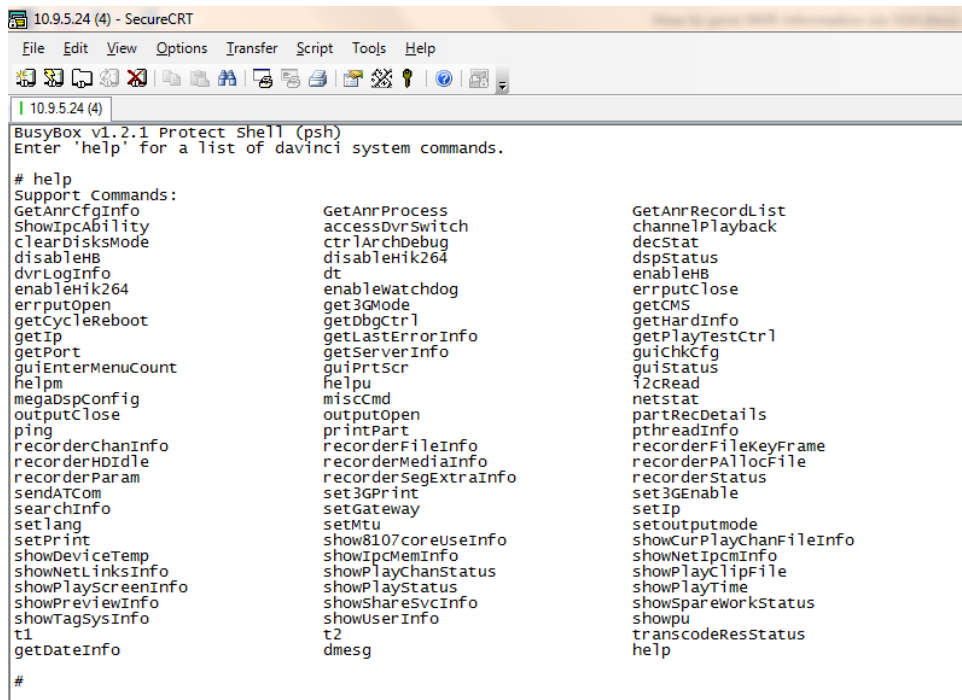 10.9.5.24 (4) - SecureCRT
File Edit View Options Transfer Script Tools Help
10.9.5.24 (4)
BusyBox v1.2.1 Protect Shell (psh)
Enter 'help' for a list of davinci system commands.
# help
Support Commands:
GetAnrCfgInfo GetAnrProcess GetAnrRecordList
ShowIpcAbility accessDvrSwitch channelPlayback
clearDisksMode ctrlArchDebug decStat
disableHB disableHik264 dspStatus
dvrLogInfo dt enableHB
enableHik264 enableWatchdog errputClose
errputOpen get3GMode getCMS
getCycleReboot getDbgCtrl getHardInfo
getIp getLastErrorInfo getPlayTestCtrl
getPort getServerInfo guiChkCfg
guiEnterMenuCount guiPrtScr guiStatus
helpm helpu i2cRead
megaDspConfig miscCmd netstat
outputClose outputOpen partRecDetails
ping printPart pthreadInfo
recorderChanInfo recorderFileInfo recorderFileKeyFrame
recorderHDIdle recorderMediaInfo recorderPAllocFile
recorderParam recorderSegExtraInfo recorderStatus
sendATCom set3GPrint set3GEnable
searchInfo setGateway setIp
setlang setMtu setoutputmode
setPrint show8107coreUseInfo showCurPlayChanFileInfo
showDeviceTemp showIpcMemInfo showNetIpcmInfo
showNetLinksInfo showPlayChanStatus showPlayClipFile
showPlayScreenInfo showPlayStatus showPlayTime
showPreviewInfo showShareSvcInfo showSpareWorkStatus
showTagSysInfo showUserInfo showpu
t1 t2 transcodeResStatus
getDateInfo dmesg help
#